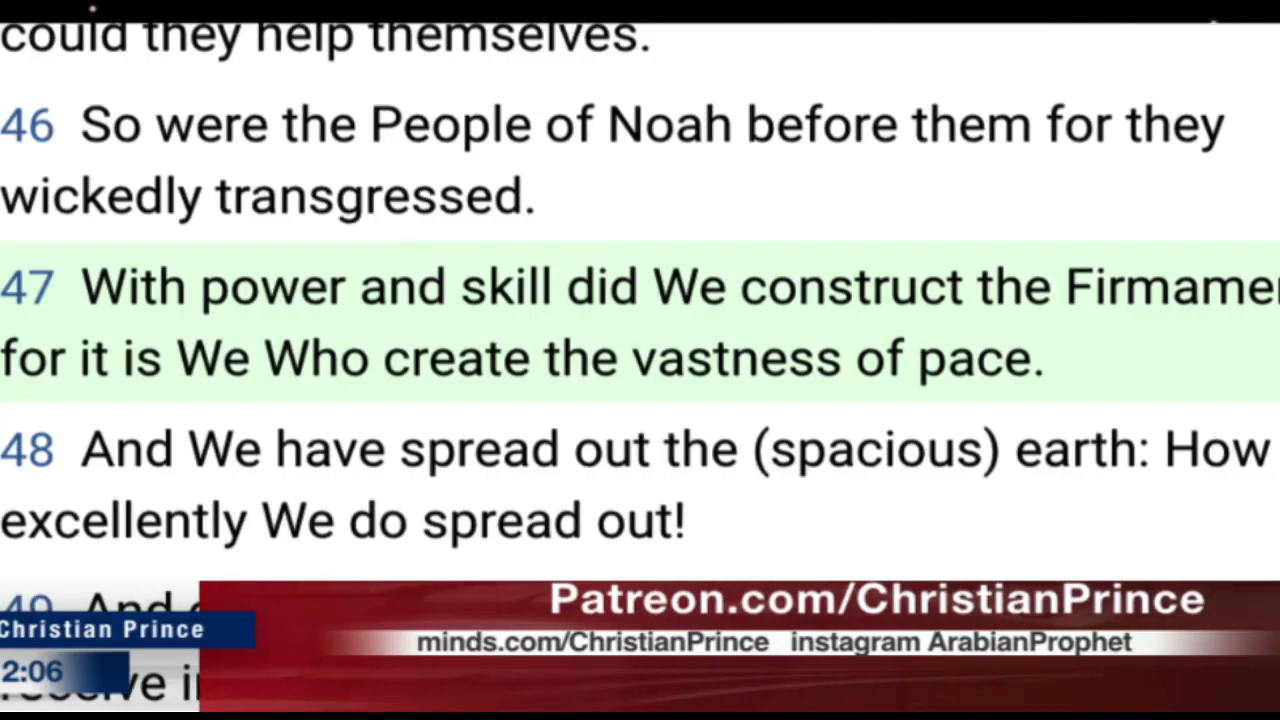 could they help themselves.
46 So were the People of Noah before them for they
wickedly transgressed.
47 With power and skill did We construct the Firmame
for it is We Who create the vastness of pace.
48 And We have spread out the (spacious) earth: How
excellently We do spread out!
49 And
Christian Prince
2:06
Patreon.com/ChristianPrince
minds.com/ChristianPrince instagram ArabianProphet